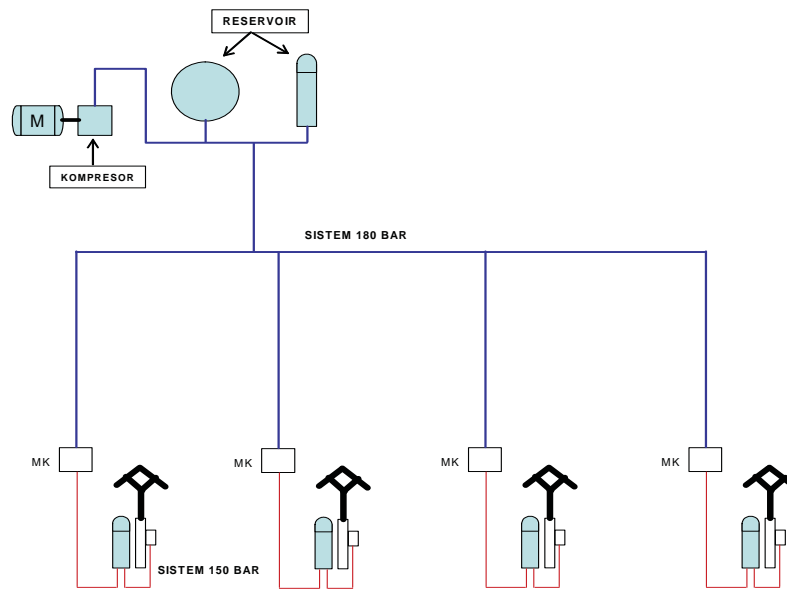 RESERVOIR
M
KOMPRESOR
SISTEM 180 BAR
MK
MK
MK
MK
SISTEM 150 BAR